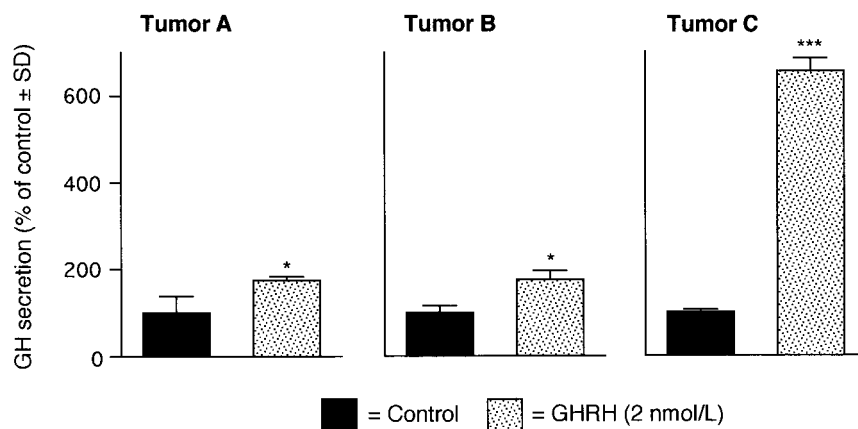 Tumor A
Tumor B
Tumor C
GH secretion (% of control ± SD)
600
400
200
0
*
*
***
= Control
= GHRH (2 nmol/L)